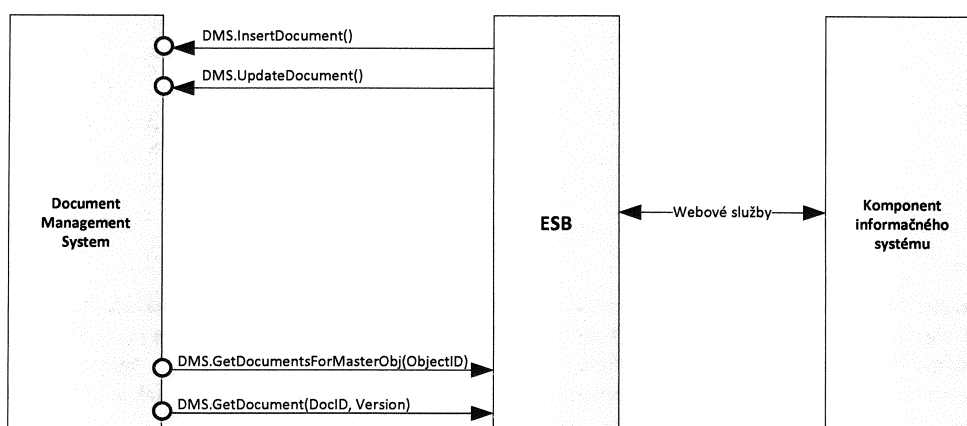 DMS.InsertDocument()
DMS.UpdateDocument()
Document
Management
System
ESB
Webové služby
Komponent
informačného
systému
DMS.GetDocumentsForMasterObj(ObjectID)
DMS.GetDocument(DocID, Version)